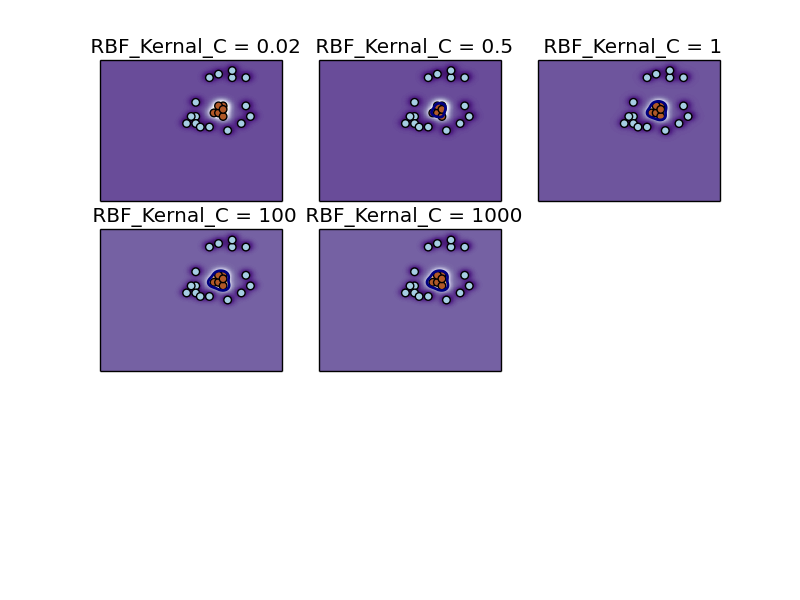 RBF_Kernal_C = 0.02
RBF_Kernal_C = 0.5
RBF_Kernal_C = 1
RBF_Kernal_C = 100
RBF_Kernal_C = 1000